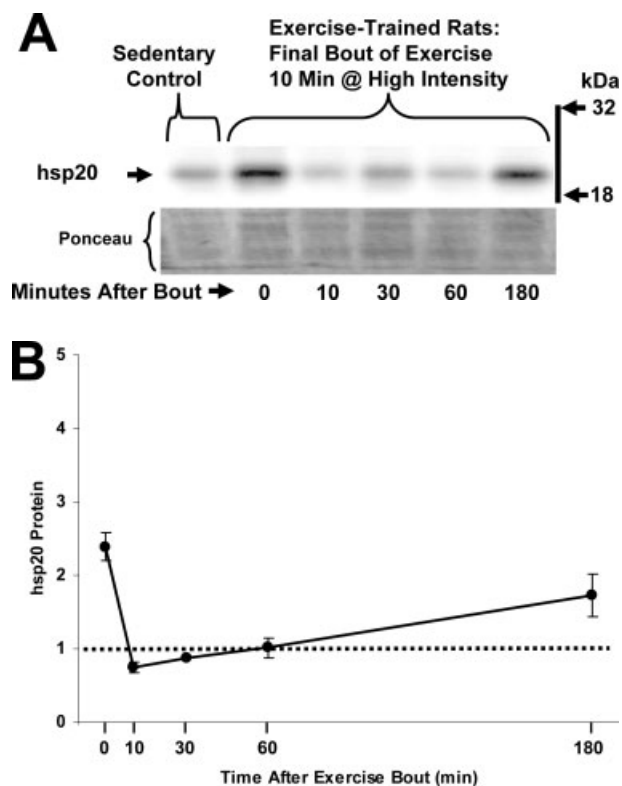 A
Sedentary
Control
Exercise-Trained Rats:
Final Bout of Exercise
10 Min @ High Intensity
kDa
32
hsp20
18
Ponceau
Minutes After Bout 0 10 30 60 180
B
5
4
3
2
1
0
hsp20 Protein
0 10 30 60 180
Time After Exercise Bout (min)